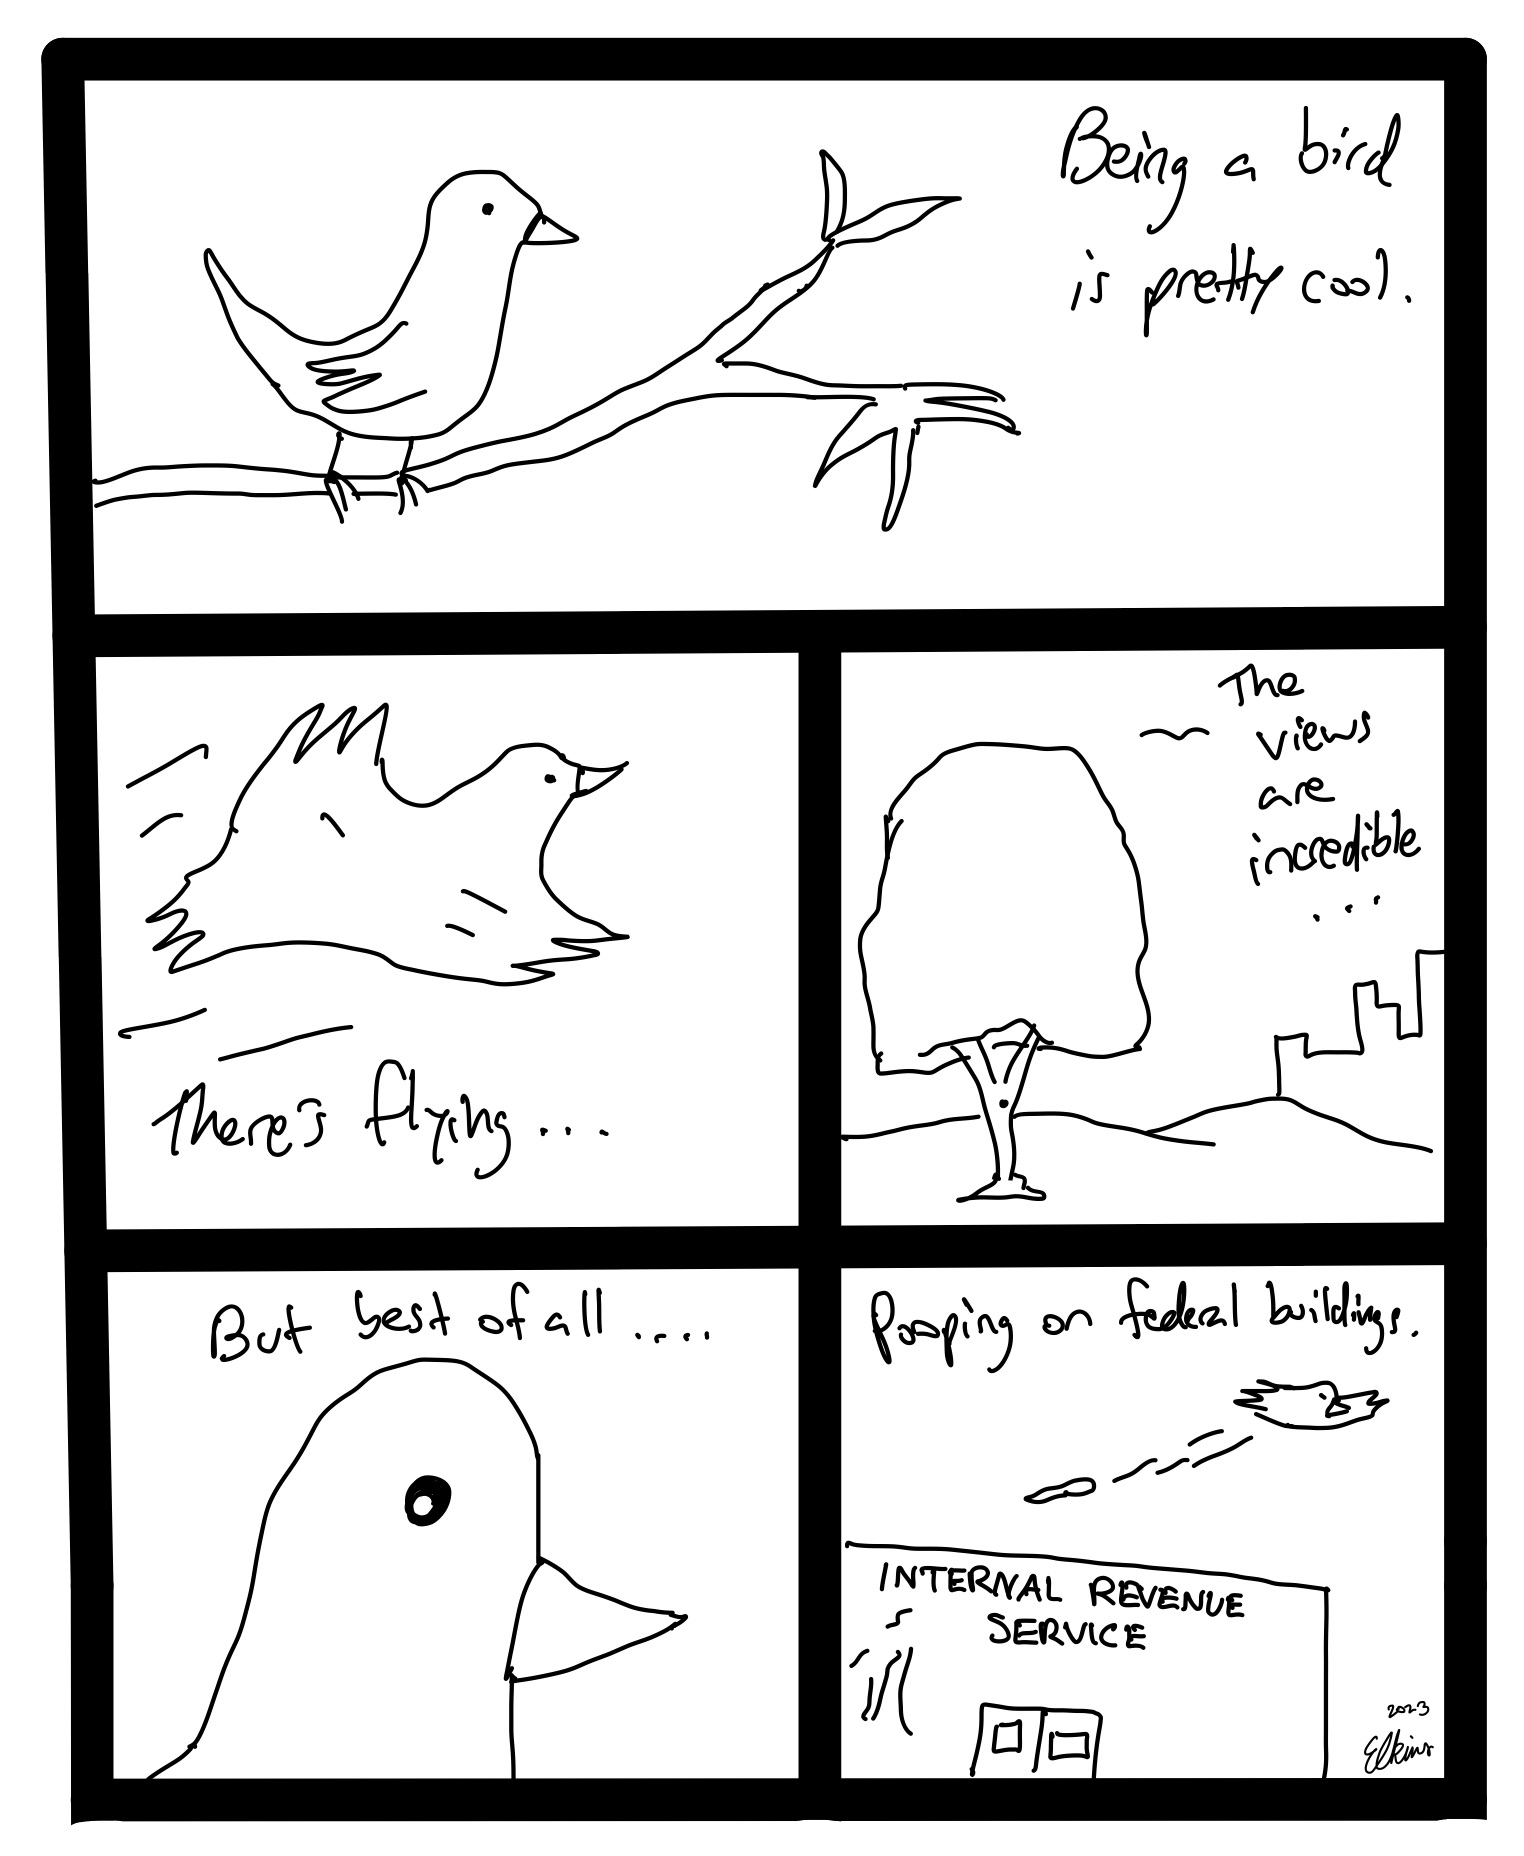 Being a bird
is pretty cool.
There's flying...
The
views
are
incredible
...
But best of all ....
Pooping on federal buildings.
INTERNAL REVENUE
SERVICE
2023
Elkins